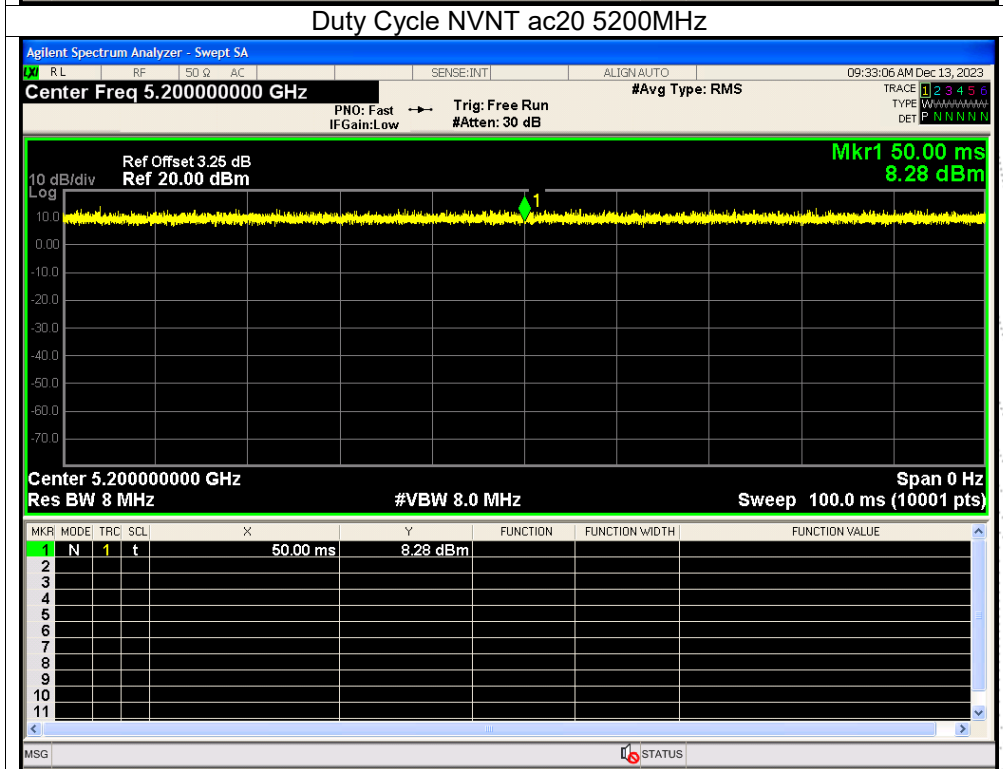 Duty Cycle NVNT ac20 5200MHz
Agilent Spectrum Analyzer - Swept SA
LXI RL RF 50 Ω AC SENSE:INT ALIGN AUTO 09:33:06 AM Dec 13, 2023
Center Freq 5.200000000 GHz #Avg Type: RMS TRACE 1 2 3 4 5 6
PNO: Fast Trig: Free Run TYPE WWWWWW
IFGain:Low #Atten: 30 dB DET P N N N N N
Mkr1 50.00 ms
Ref Offset 3.25 dB
10 dB/div Ref 20.00 dBm 8.28 dBm
Log
1
10.0
0.00
-10.0
-20.0
-30.0
-40.0
-50.0
-60.0
-70.0
Center 5.200000000 GHz Span 0 Hz
Res BW 8 MHz #VBW 8.0 MHz Sweep 100.0 ms (10001 pts)
MKR MODE TRC SCL X Y FUNCTION FUNCTION WIDTH FUNCTION VALUE
1 N 1 t 50.00 ms 8.28 dBm
2
3
4
5
6
7
8
9
10
11
MSG STATUS